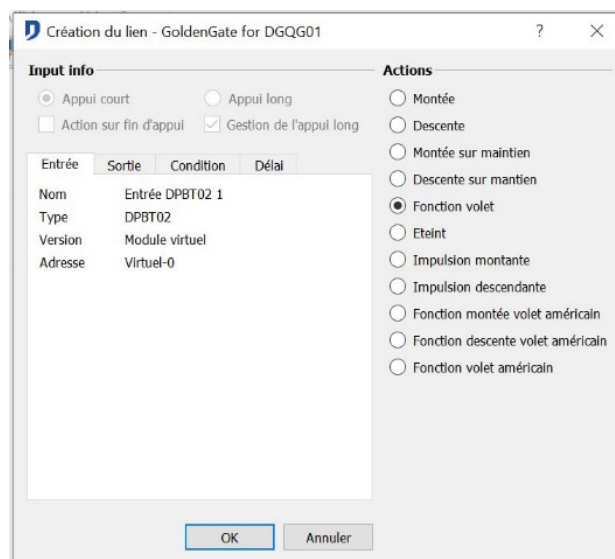 Création du lien - GoldenGate for DGQG01 ?
Input info
Appui court Appui long
Action sur fin d'appui Gestion de l'appui long
Entrée Sortie Condition Délai
Nom Entrée DPBT02 1
Type DPBT02
Version Module virtuel
Adresse Virtuel-0
Actions
Montée
Descente
Montée sur maintien
Descente sur mantien
Fonction volet
Eteint
Impulsion montante
Impulsion descendante
Fonction montée volet américain
Fonction descente volet américain
Fonction volet américain
OK Annuler